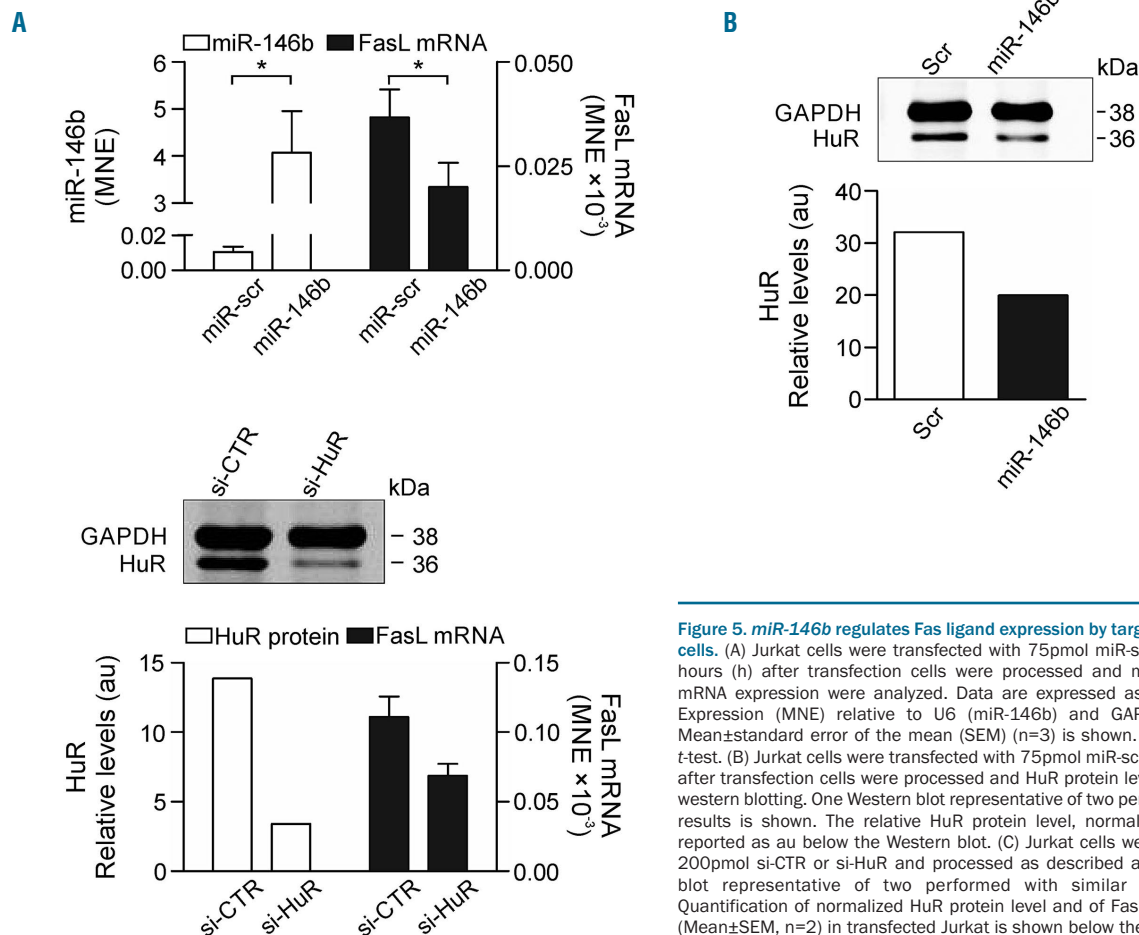 A
miR-146b FasL mRNA
6
5
4
3
0.02
0.00
miR-146b
(MNE)
*
*
0.050
0.025
0.000
FasL mRNA
(MNE ×10⁻³)
miR-scr
miR-146b
miR-scr
miR-146b
B
Scr
miR-146b
kDa
GAPDH
HuR
-38
-36
40
30
20
10
0
HuR
Relative levels (au)
Scr
miR-146b
si-CTR
si-HuR
kDa
GAPDH
HuR
– 38
– 36
HuR protein FasL mRNA
15
10
5
0
HuR
Relative levels (au)
0.15
0.10
0.05
0.00
FasL mRNA
(MNE ×10⁻³)
si-CTR
si-HuR
si-CTR
si-HuR
Figure 5. miR-146b regulates Fas ligand expression by targ
cells. (A) Jurkat cells were transfected with 75pmol miR-s
hours (h) after transfection cells were processed and m
mRNA expression were analyzed. Data are expressed as
Expression (MNE) relative to U6 (miR-146b) and GAP
Mean±standard error of the mean (SEM) (n=3) is shown.
t-test. (B) Jurkat cells were transfected with 75pmol miR-sc
after transfection cells were processed and HuR protein lev
western blotting. One Western blot representative of two per
results is shown. The relative HuR protein level, normal
reported as au below the Western blot. (C) Jurkat cells we
200pmol si-CTR or si-HuR and processed as described a
blot representative of two performed with similar
Quantification of normalized HuR protein level and of Fas
(Mean±SEM, n=2) in transfected Jurkat is shown below the